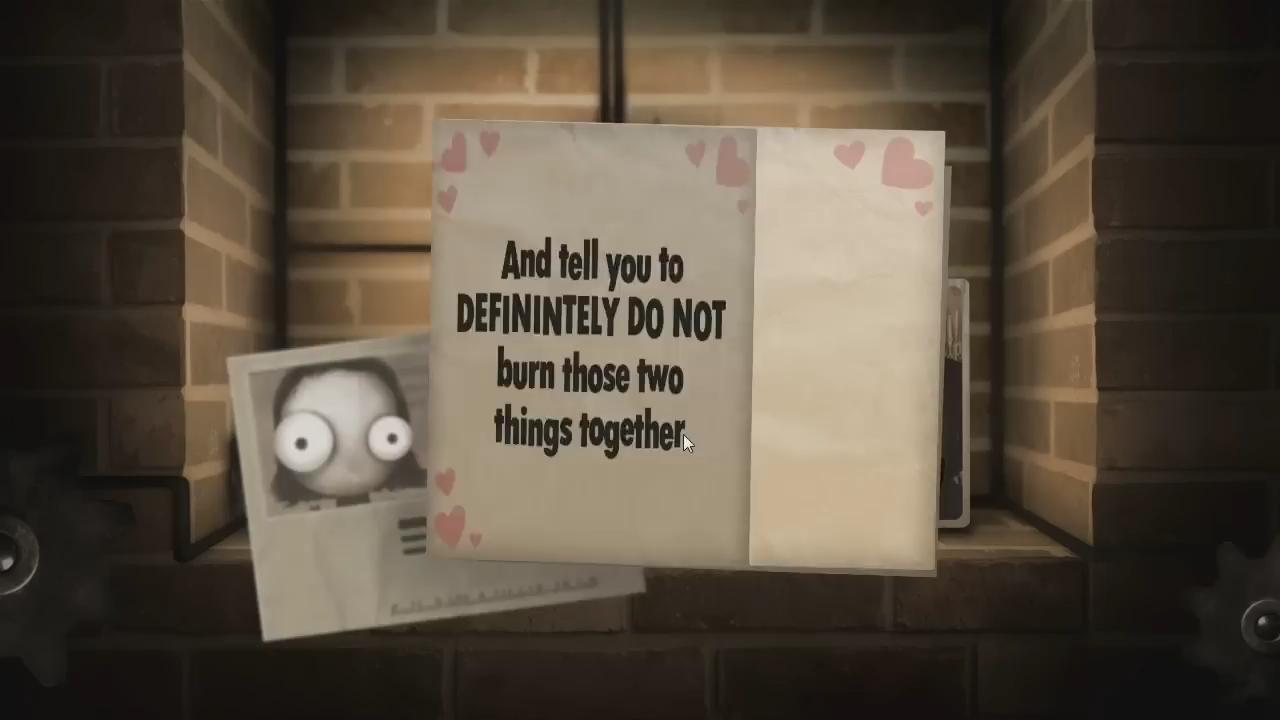 And tell you to
DEFININTELY DO NOT
burn those two
things together.